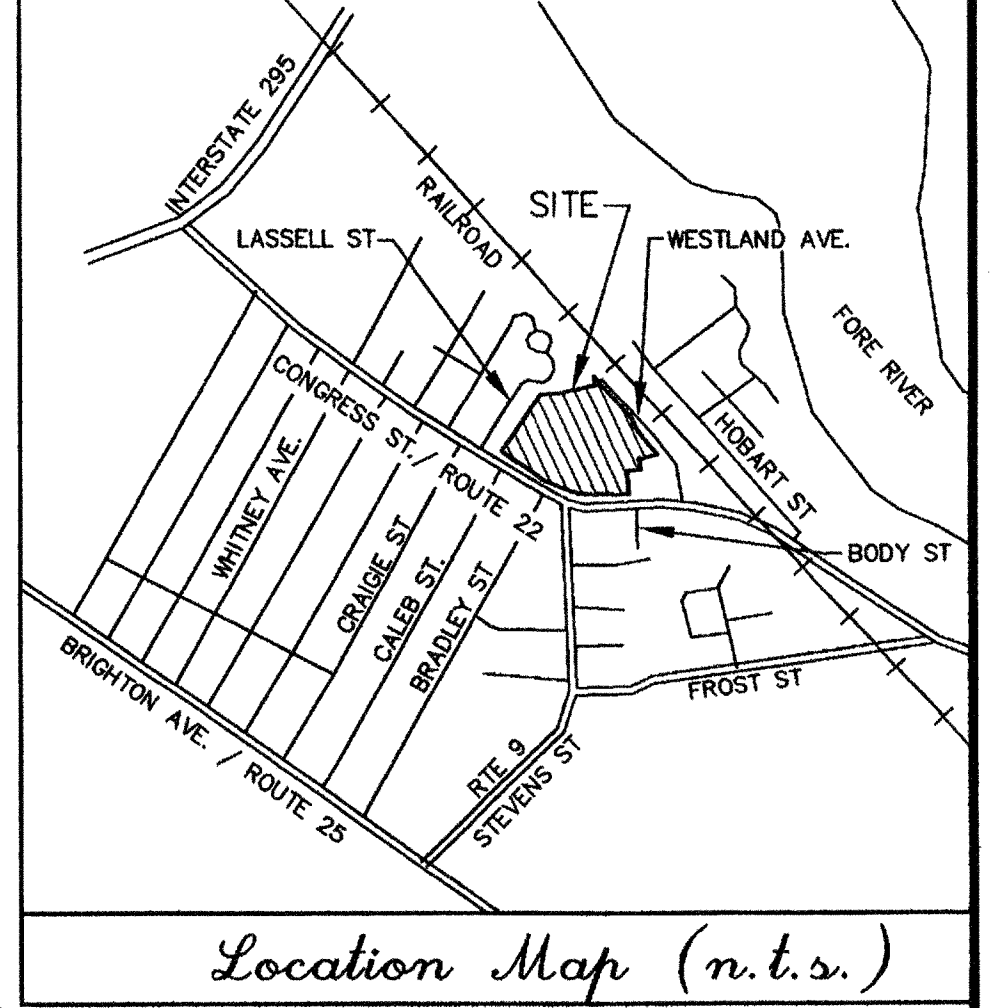 INTERSTATE 295
RAILROAD
SITE
LASSELL ST
WESTLAND AVE.
FORE RIVER
CONGRESS ST. / ROUTE 22
HOBART ST
WHITNEY AVE.
CRAIGIE ST
CALEB ST.
BRADLEY ST
BODY ST
BRIGHTON AVE. / ROUTE 25
FROST ST
RTE 9
STEVENS ST
Location Map (n.t.s.)